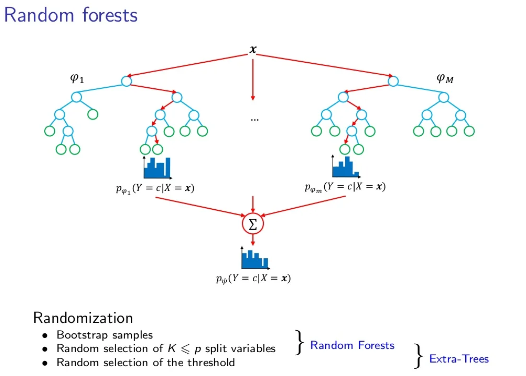 Random forests
x
φ1
φM
...
pφ1(Y = c|X = x)
pφm(Y = c|X = x)
∑
pψ(Y = c|X = x)
Randomization
• Bootstrap samples
• Random selection of K ⩽ p split variables
} Random Forests
• Random selection of the threshold
} Extra-Trees